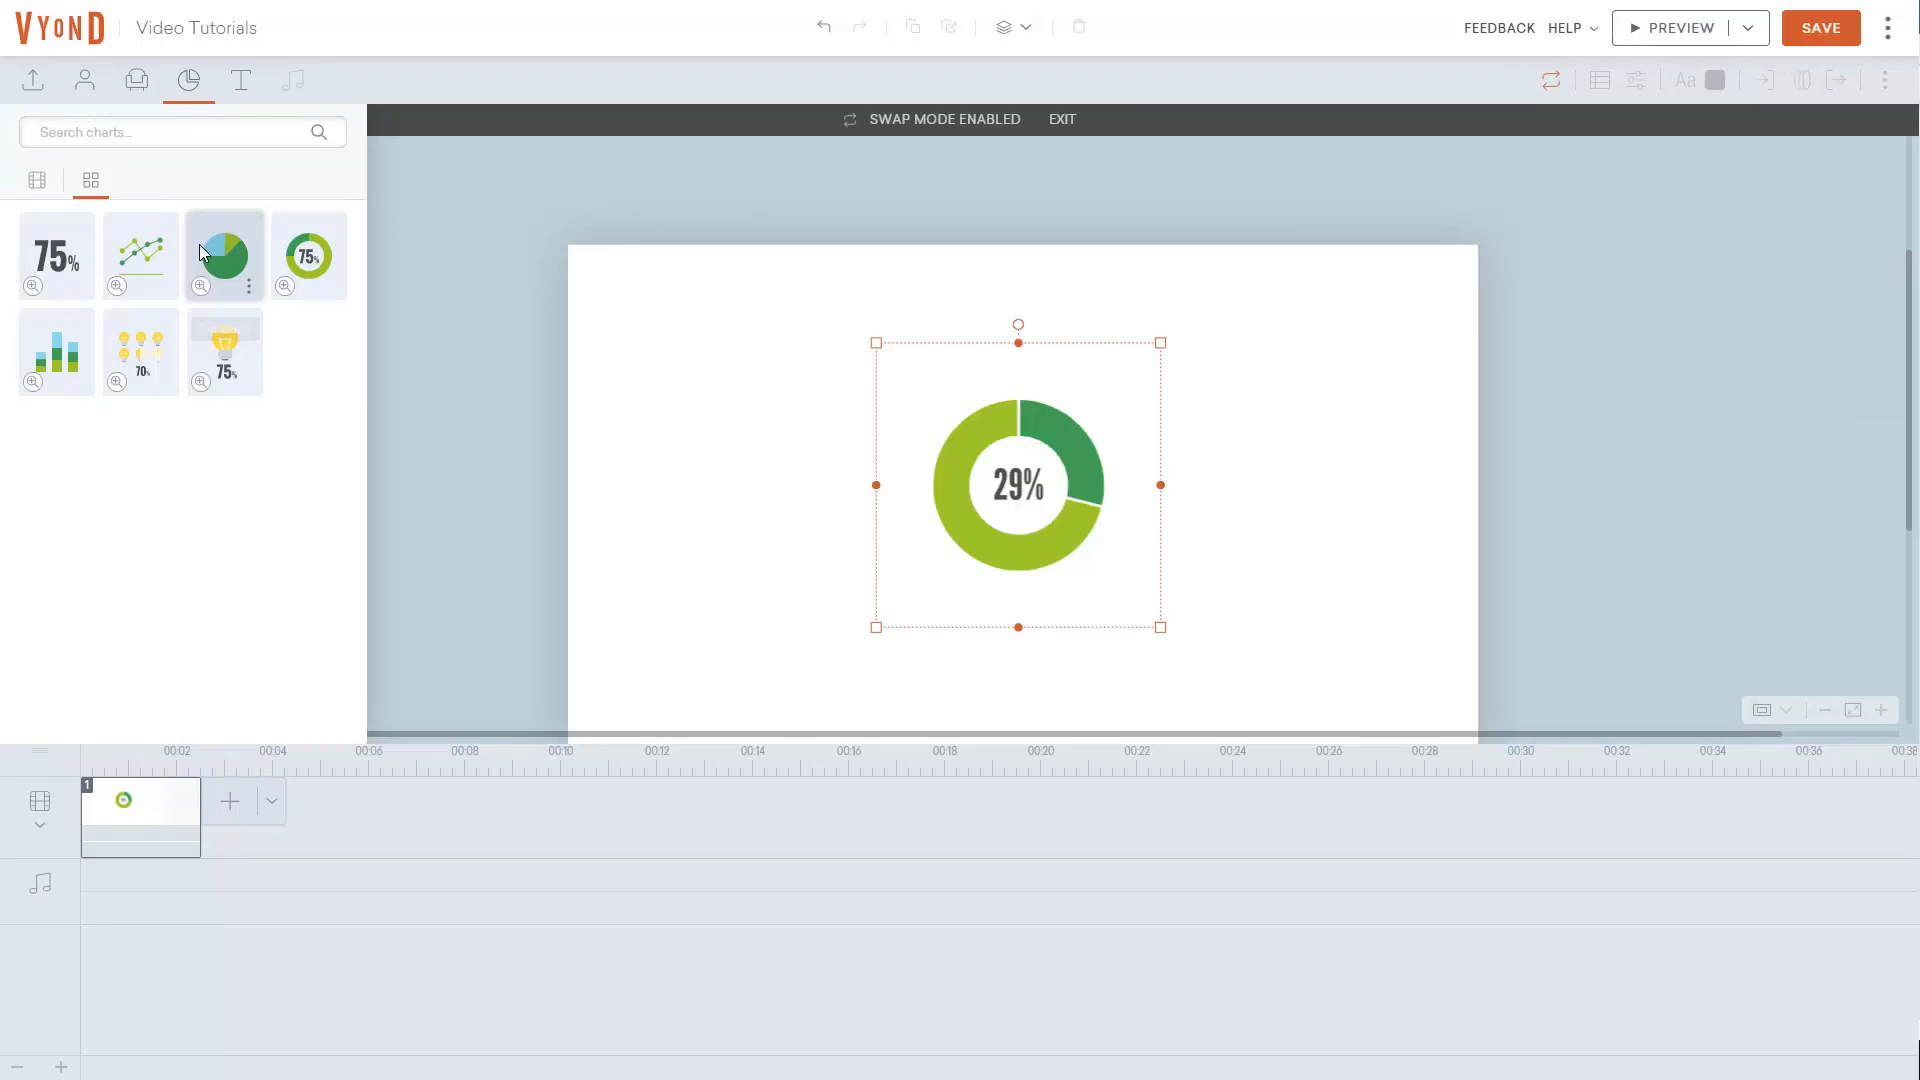 VYOND
Video Tutorials
FEEDBACK
HELP
PREVIEW
SAVE
Aa
Search charts...
SWAP MODE ENABLED
EXIT
75%
75%
70%
75%
29%
00:02
00:04
00:06
00:08
00:10
00:12
00:14
00:16
00:18
00:20
00:22
00:24
00:26
00:28
00:30
00:32
00:34
00:36
00:38
1